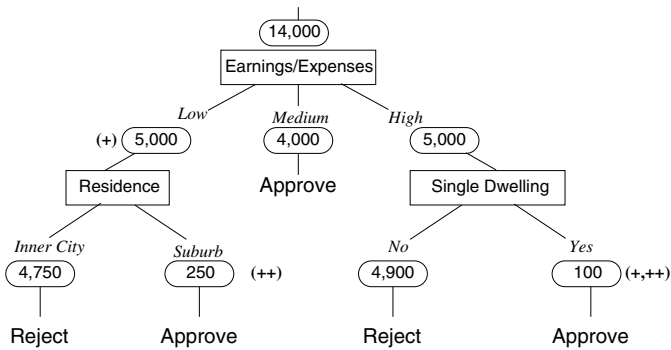 14,000
Earnings/Expenses
Low Medium High
(+) 5,000 4,000 5,000
Residence Approve Single Dwelling
Inner City Suburb No Yes
4,750 250 (++) 4,900 100 (+,++)
Reject Approve Reject Approve